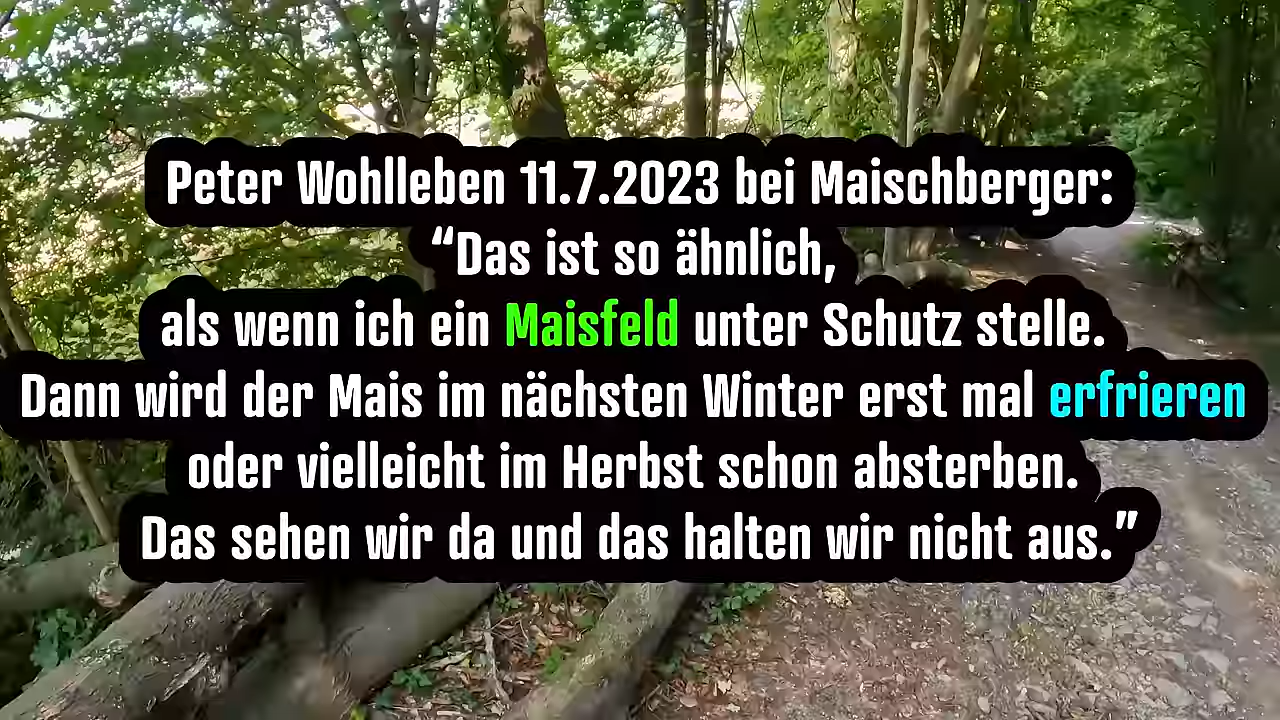 Peter Wohlleben 11.7.2023 bei Maischberger:
“Das ist so ähnlich,
als wenn ich ein Maisfeld unter Schutz stelle.
Dann wird der Mais im nächsten Winter erst mal erfrieren
oder vielleicht im Herbst schon absterben.
Das sehen wir da und das halten wir nicht aus.”